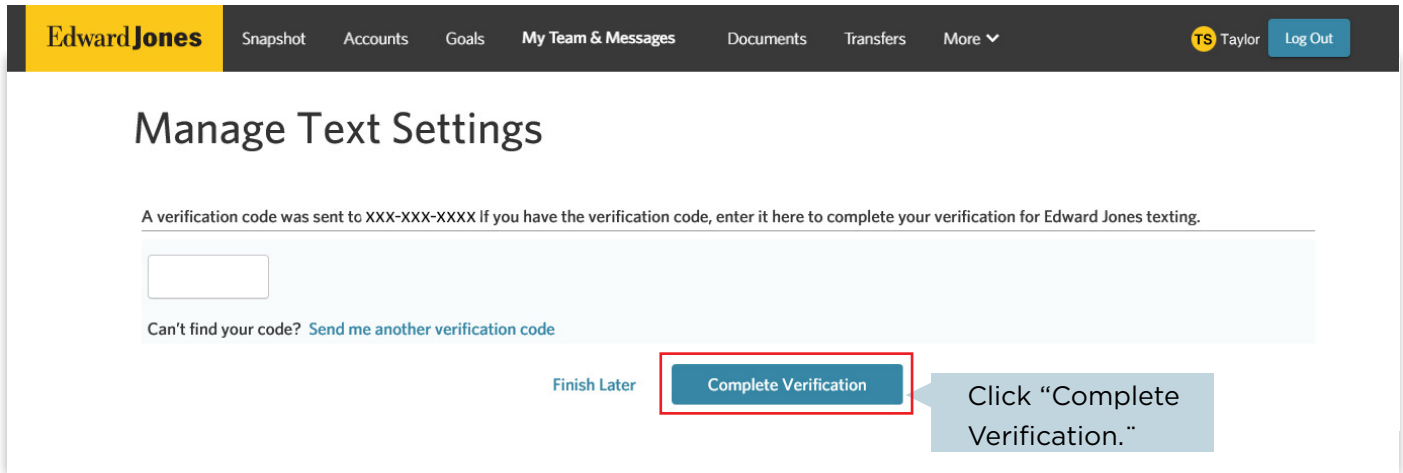 Edward Jones Snapshot Accounts Goals My Team & Messages Documents Transfers More TS Taylor Log Out
Manage Text Settings
A verification code was sent to XXX-XXX-XXXX If you have the verification code, enter it here to complete your verification for Edward Jones texting.
Can't find your code? Send me another verification code
Finish Later Complete Verification
Click “Complete
Verification.¨